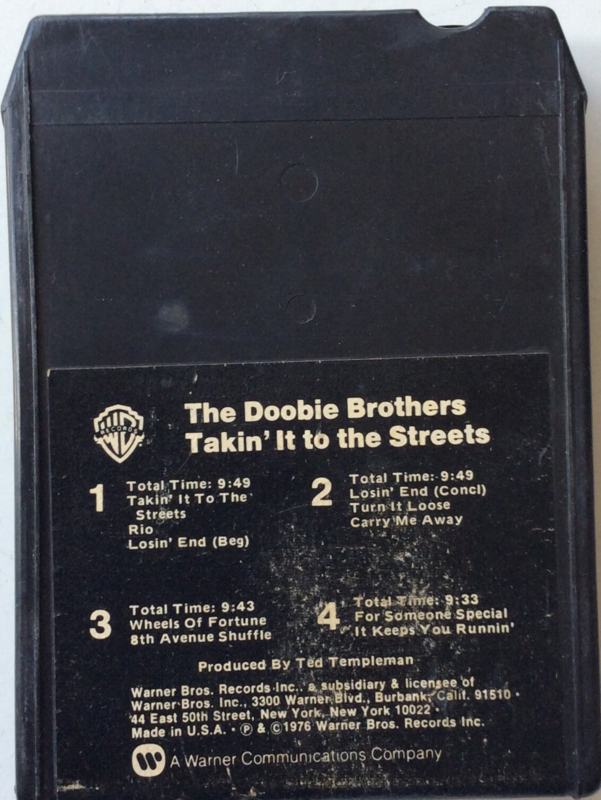 The Doobie Brothers
Takin' It to the Streets
WB
RECORDS
1
Total Time: 9:49
Takin' It To The
Streets
Rio
Losin' End (Beg)
2
Total Time: 9:49
Losin' End (Concl)
Turn It Loose
Carry Me Away
3
Total Time: 9:43
Wheels Of Fortune
8th Avenue Shuffle
4
Total Time: 9:33
For Someone Special
It Keeps You Runnin'
Produced By Ted Templeman
Warner Bros. Records Inc., a subsidiary & licensee of
Warner Bros. Inc., 3300 Warner Blvd., Burbank, Calif. 91510 •
44 East 50th Street, New York, New York 10022 •
Made in U.S.A. • ℗ & ©1976 Warner Bros. Records Inc.
A Warner Communications Company